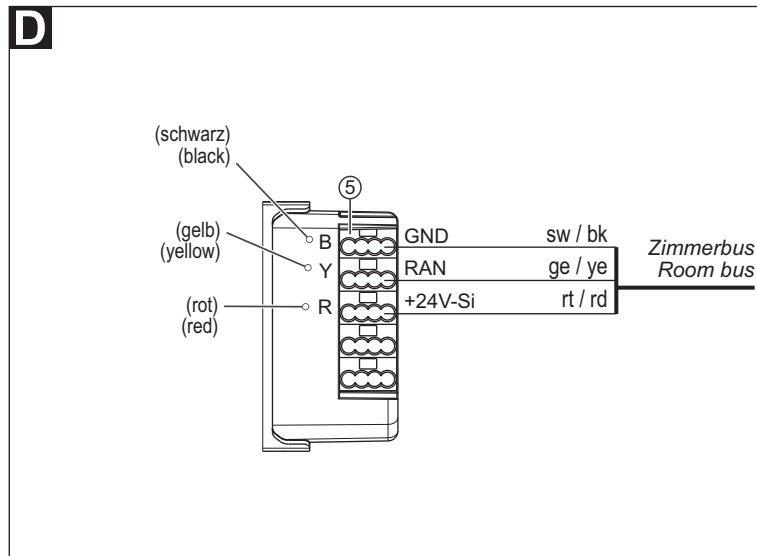 D
(schwarz)
(black)
5
(gelb)
(yellow)
B
Y
(rot)
(red)
R
GND
sw / bk
RAN
ge / ye
+24V-Si
rt / rd
Zimmerbus
Room bus